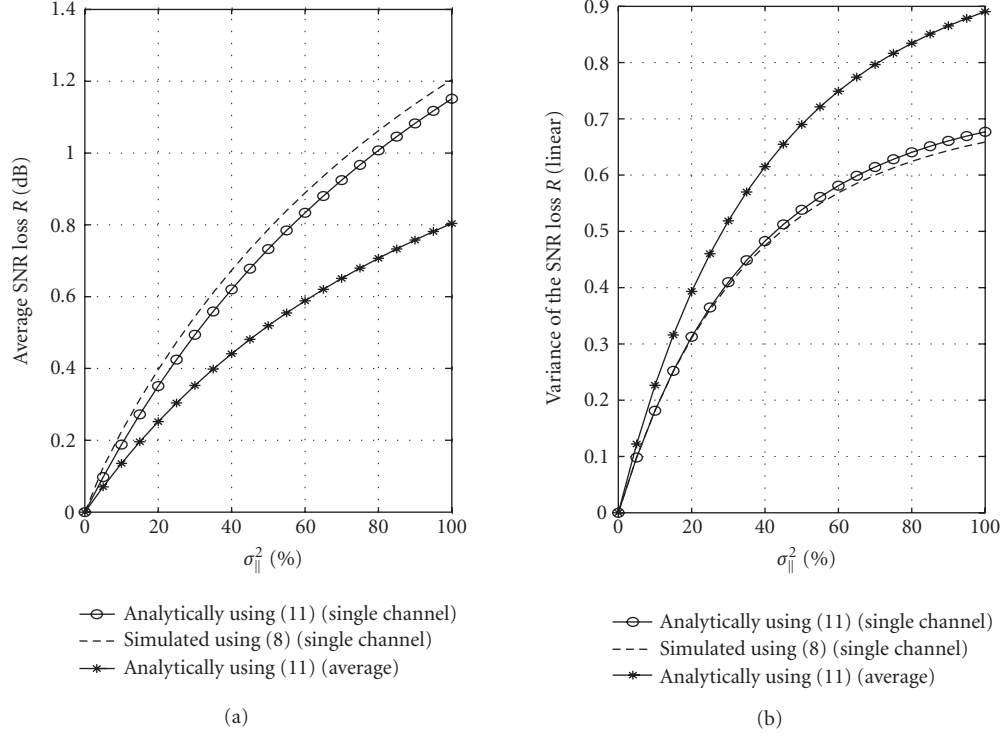 1.4
1.2
1
0.8
0.6
0.4
0.2
0
Average SNR loss R (dB)
0 20 40 60 80 100
σ²∥ (%)
Analytically using (11) (single channel)
Simulated using (8) (single channel)
Analytically using (11) (average)
(a)
0.9
0.8
0.7
0.6
0.5
0.4
0.3
0.2
0.1
0
Variance of the SNR loss R (linear)
0 20 40 60 80 100
σ²∥ (%)
Analytically using (11) (single channel)
Simulated using (8) (single channel)
Analytically using (11) (average)
(b)